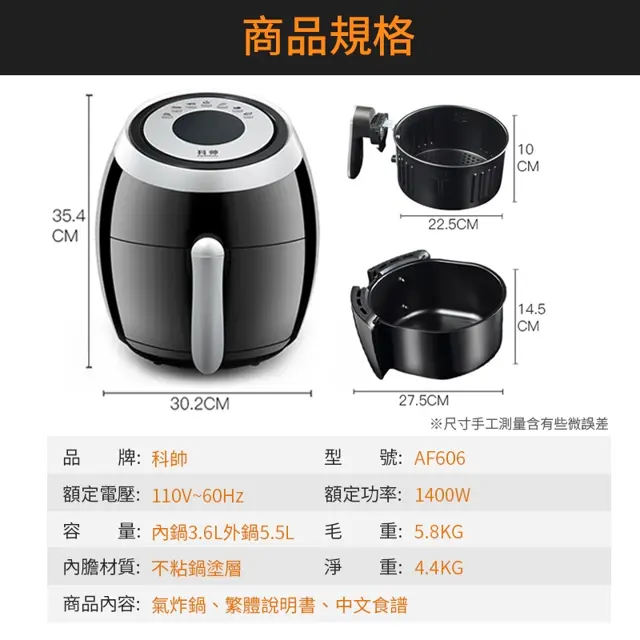 商品規格
科帥
35.4
CM
10
CM
22.5CM
14.5
CM
30.2CM
27.5CM
※尺寸手工測量含有些微誤差
品 牌: 科帥 型 號: AF606
額定電壓: 110V~60Hz 額定功率: 1400W
容 量: 內鍋3.6L外鍋5.5L 毛 重: 5.8KG
內膽材質: 不粘鍋塗層 淨 重: 4.4KG
商品內容: 氣炸鍋、繁體說明書、中文食譜